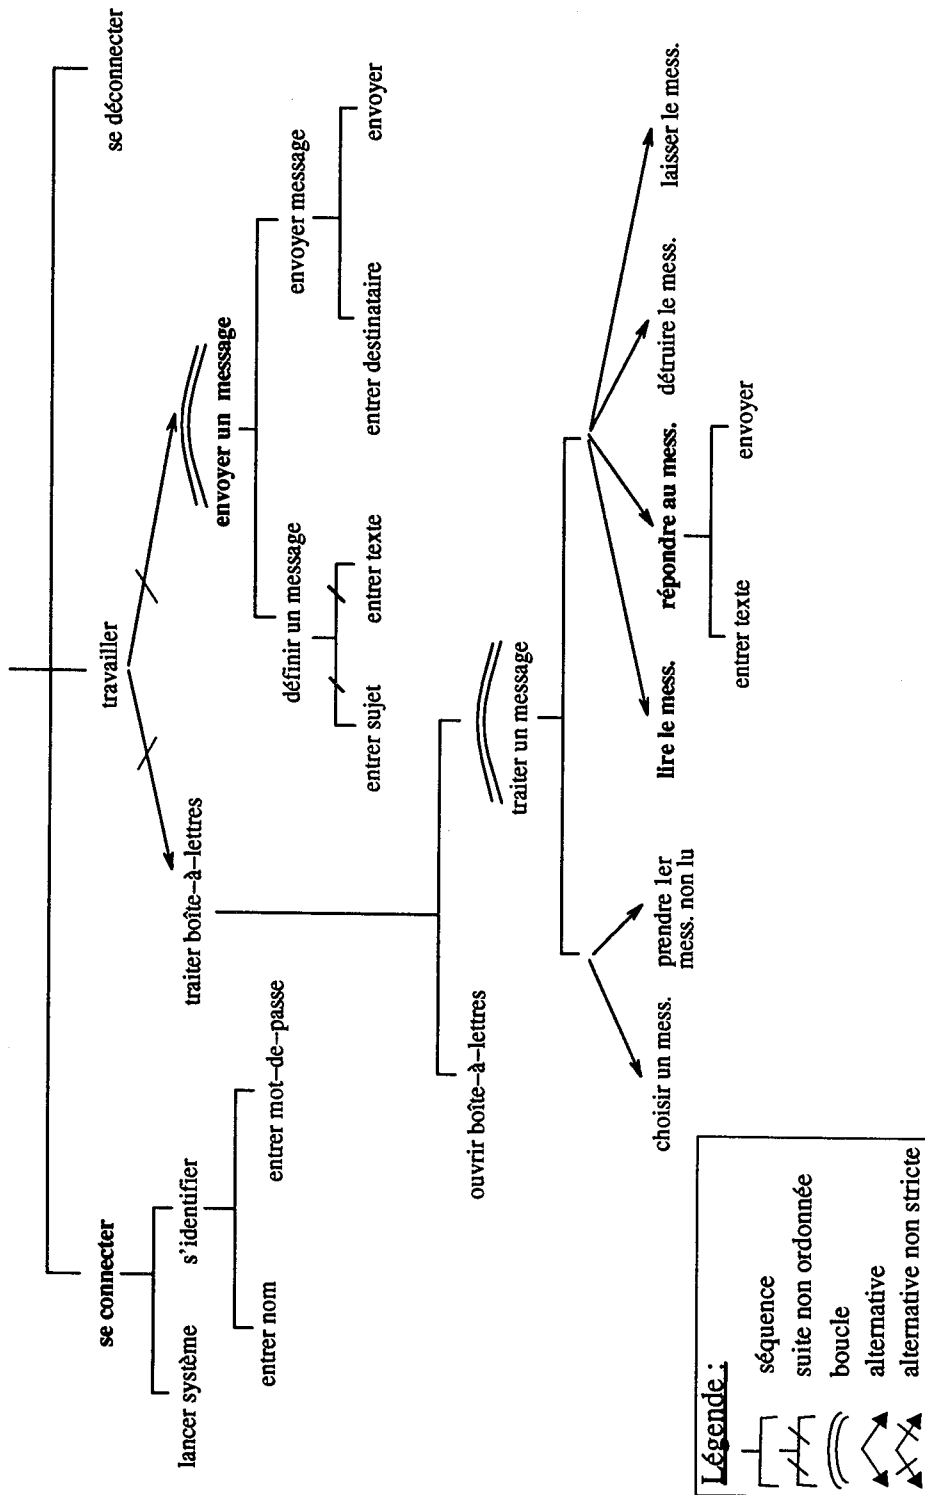 se connecter
travailler
se déconnecter
lancer système
s'identifier
traiter boîte-à-lettres
envoyer un message
entrer nom
entrer mot-de-passe
définir un message
envoyer message
entrer sujet
entrer texte
entrer destinataire
envoyer
ouvrir boîte-à-lettres
traiter un message
choisir un mess.
prendre 1er
mess. non lu
lire le mess.
répondre au mess.
détruire le mess.
laisser le mess.
entrer texte
envoyer
Légende :
séquence
suite non ordonnée
boucle
alternative
alternative non stricte